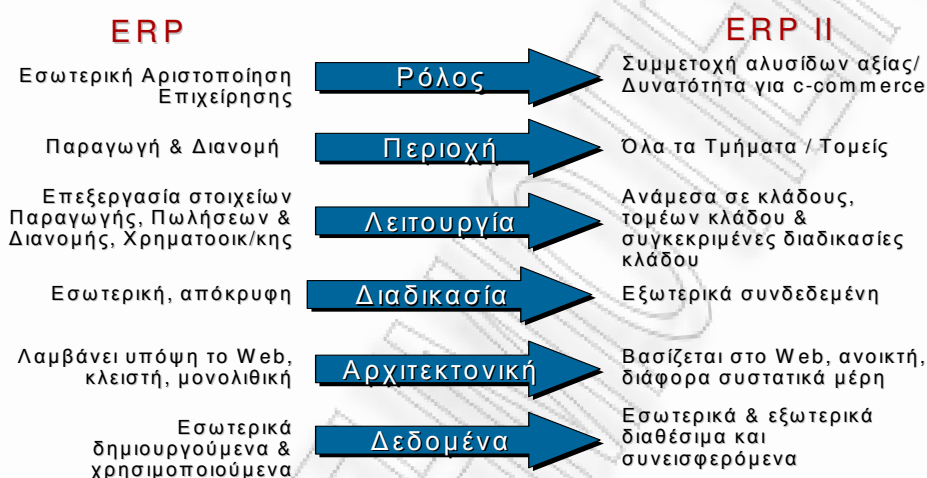 ERP
ERP II
Εσωτερική Αριστοποίηση
Επιχείρησης
Ρόλος
Συμμετοχή αλυσίδων αξίας/
Δυνατότητα για c-commerce
Παραγωγή & Διανομή
Περιοχή
Όλα τα Τμήματα / Τομείς
Επεξεργασία στοιχείων
Παραγωγής, Πωλήσεων &
Διανομής, Χρηματοοικ/κης
Λειτουργία
Ανάμεσα σε κλάδους,
τομέων κλάδου &
συγκεκριμένες διαδικασίες
κλάδου
Εσωτερική, απόκρυφη
Διαδικασία
Εξωτερικά συνδεδεμένη
Λαμβάνει υπόψη το Web,
κλειστή, μονολιθική
Αρχιτεκτονική
Βασίζεται στο Web, ανοικτή,
διάφορα συστατικά μέρη
Εσωτερικά
δημιουργούμενα &
χρησιμοποιούμενα
Δεδομένα
Εσωτερικά & εξωτερικά
διαθέσιμα και
συνεισφερόμενα